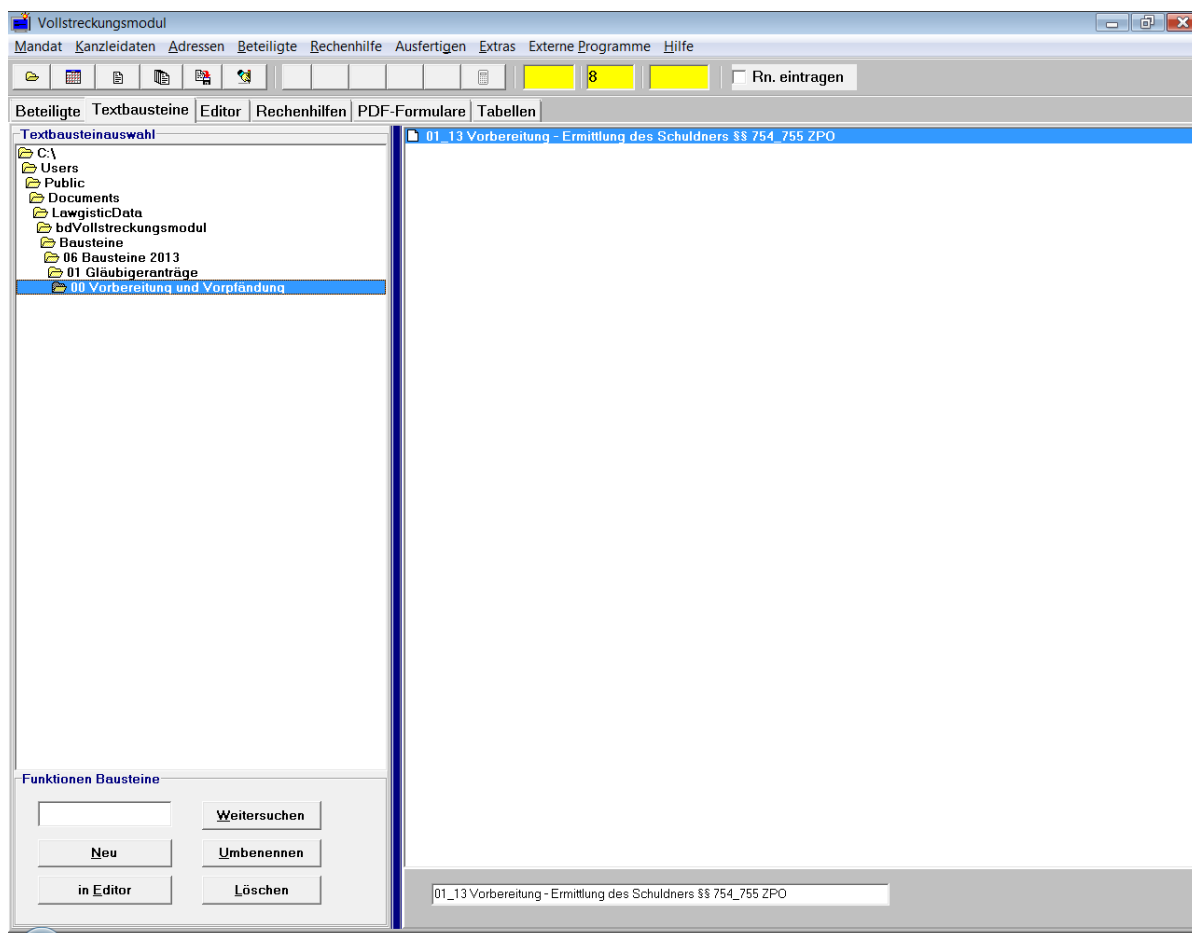 Vollstreckungsmodul
Mandat Kanzleidaten Adressen Beteiligte Rechenhilfe Ausfertigen Extras Externe Programme Hilfe
8 Rn. eintragen
Beteiligte Textbausteine Editor Rechenhilfen PDF-Formulare Tabellen
Textbausteinauswahl
C:\
Users
Public
Documents
LawgisticData
bdVollstreckungsmodul
Bausteine
06 Bausteine 2013
01 Gläubigeranträge
00 Vorbereitung und Vorpfändung
01_13 Vorbereitung - Ermittlung des Schuldners §§ 754_755 ZPO
Funktionen Bausteine
Weitersuchen
Neu Umbenennen
in Editor Löschen
01_13 Vorbereitung - Ermittlung des Schuldners §§ 754_755 ZPO